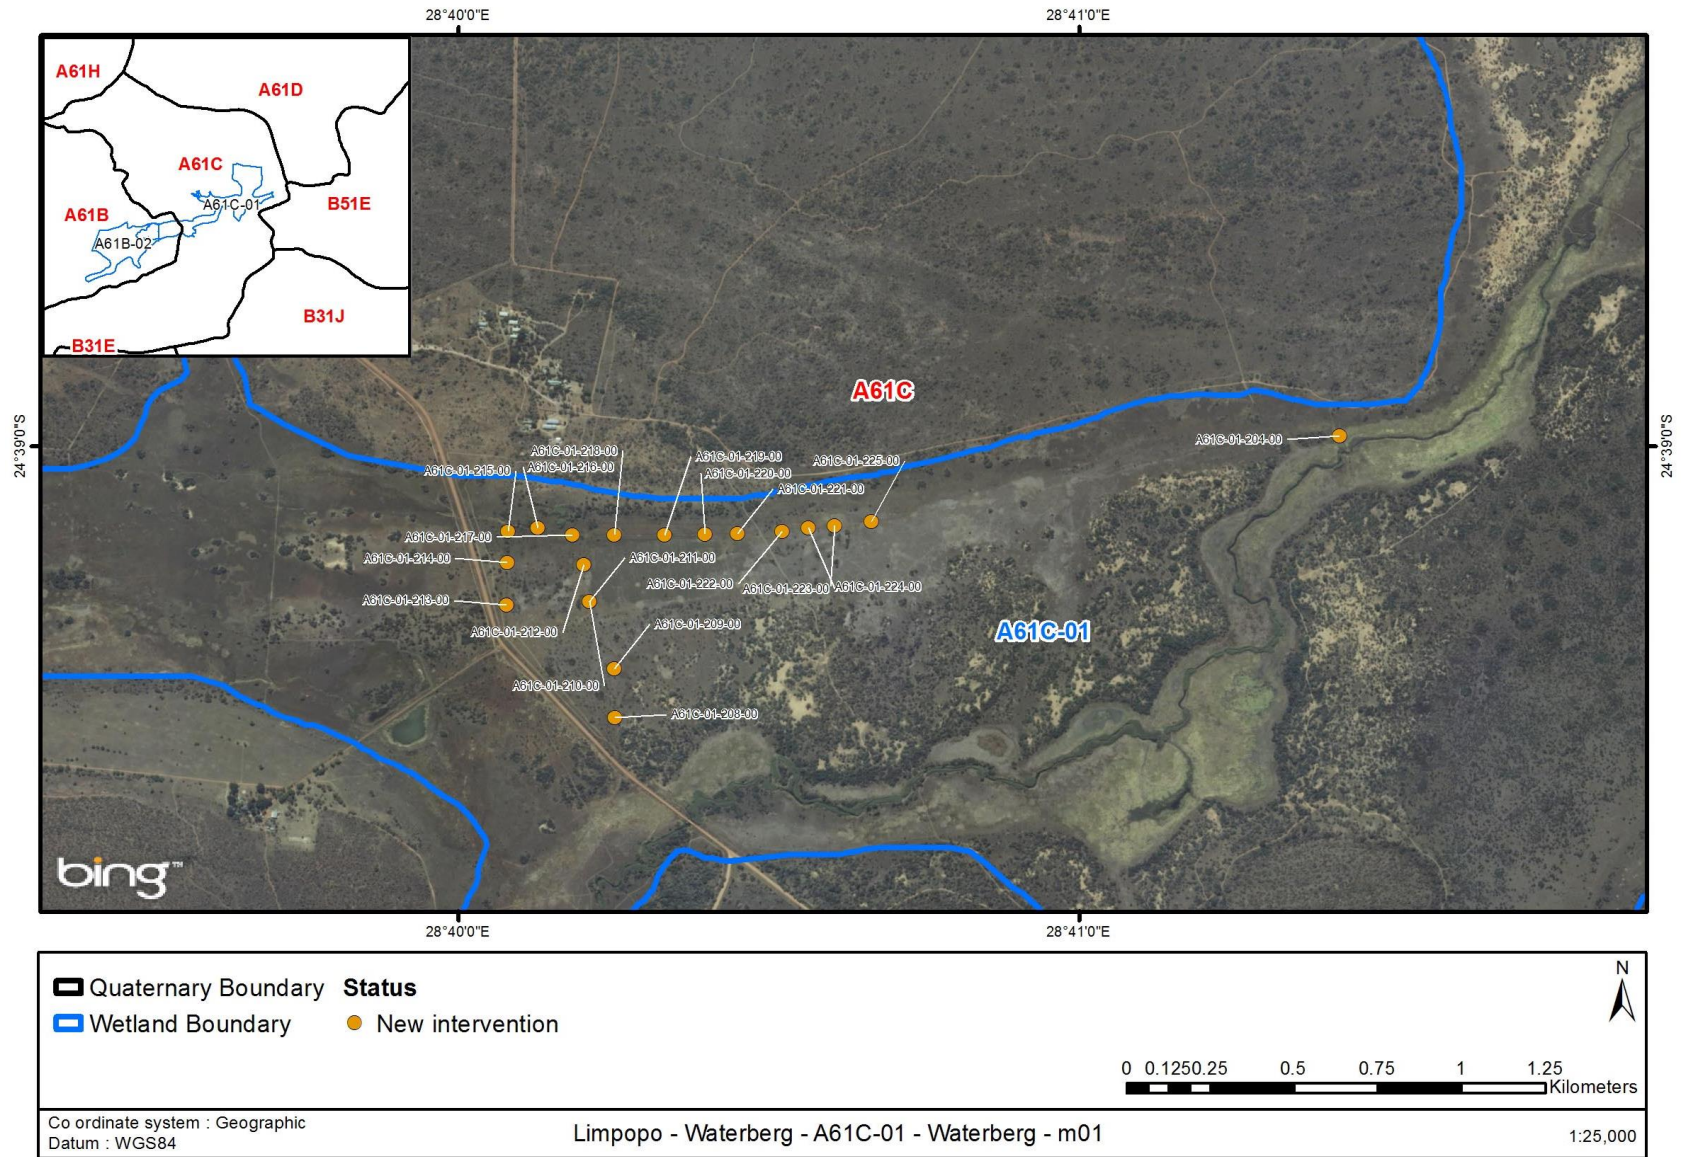 28°40'0"E
28°41'0"E
A61H
A61D
A61C
A61C-01
B51E
A61B
A61B-02
B31J
B31E
24°39'0"S
24°39'0"S
A61C
A61C-01-204-00
A61C-01-218-00
A61C-01-215-00
A61C-01-216-00
A61C-01-219-00
A61C-01-220-00
A61C-01-225-00
A61C-01-221-00
A61C-01-217-00
A61C-01-214-00
A61C-01-211-00
A61C-01-222-00
A61C-01-223-00
A61C-01-224-00
A61C-01-213-00
A61C-01-212-00
A61C-01-209-00
A61C-01
A61C-01-210-00
A61C-01-208-00
bing™
28°40'0"E
28°41'0"E
Quaternary Boundary
Status
Wetland Boundary
New intervention
N
0 0.125 0.25 0.5 0.75 1 1.25
Kilometers
Co ordinate system : Geographic
Datum : WGS84
Limpopo - Waterberg - A61C-01 - Waterberg - m01
1:25,000